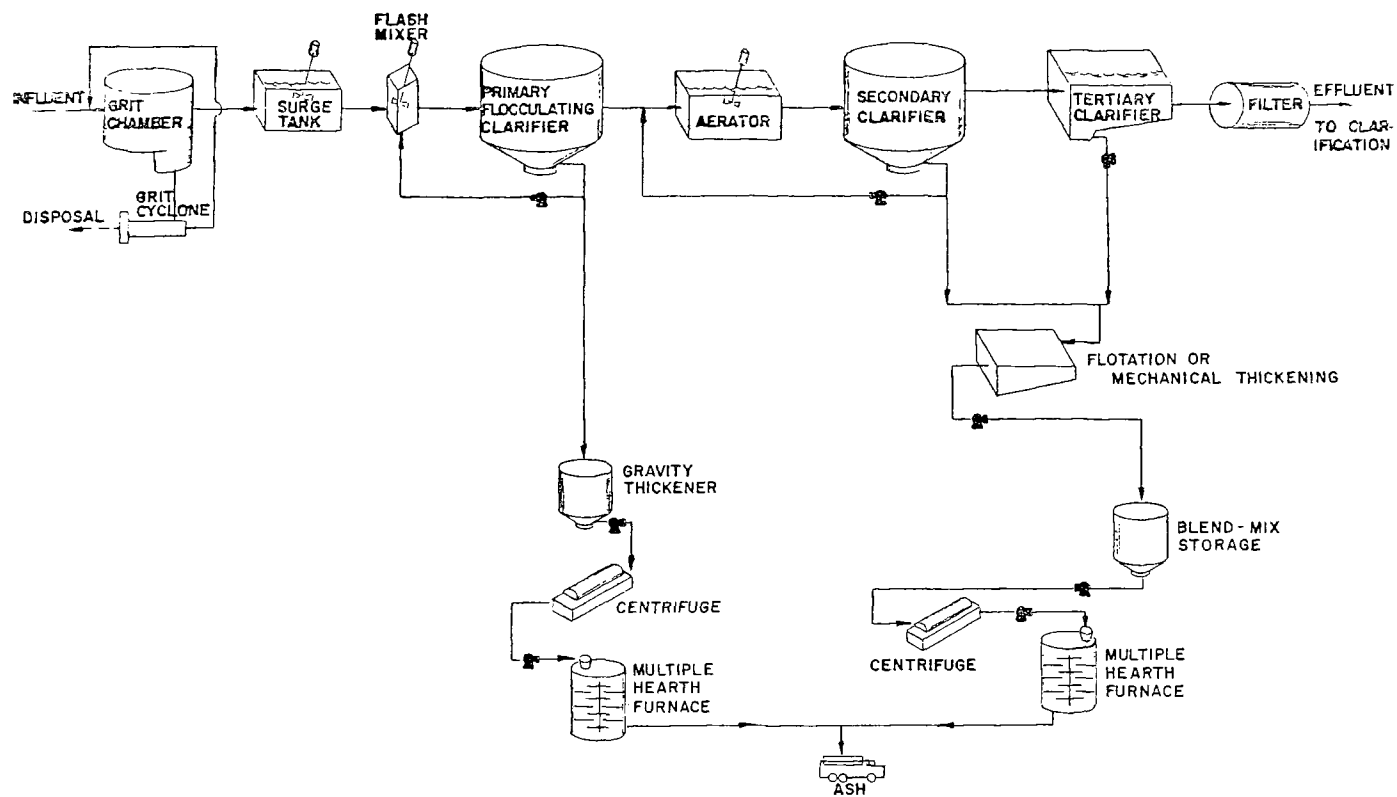 FLASH
MIXER
INFLUENT
GRIT
CHAMBER
SURGE
TANK
PRIMARY
FLOCCULATING
CLARIFIER
AERATOR
SECONDARY
CLARIFIER
TERTIARY
CLARIFIER
FILTER
EFFLUENT
TO CLAR-
IFICATION
GRIT
CYCLONE
DISPOSAL
FLOTATION OR
MECHANICAL THICKENING
GRAVITY
THICKENER
BLEND-MIX
STORAGE
CENTRIFUGE
CENTRIFUGE
MULTIPLE
HEARTH
FURNACE
MULTIPLE
HEARTH
FURNACE
ASH